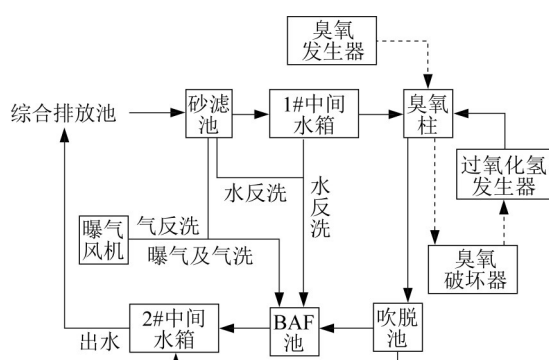 臭氧
发生器
综合排放池
砂滤
池
1#中间
水箱
臭氧
柱
过氧化氢
发生器
水反洗
水反洗
曝气
风机
气反洗
曝气及气洗
臭氧
破坏器
2#中间
水箱
出水
BAF
池
吹脱
池